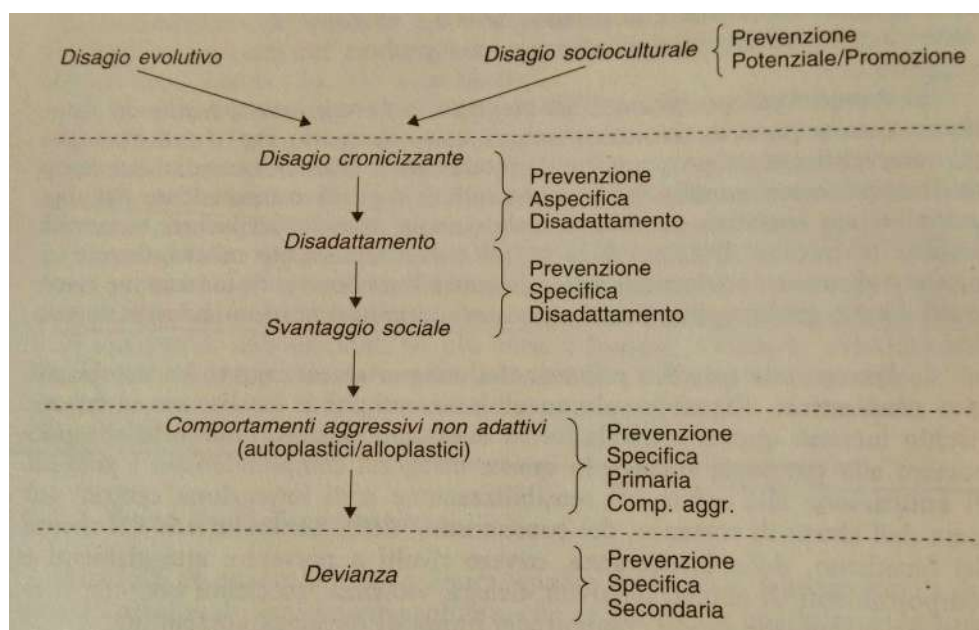 Disagio evolutivo
Disagio socioculturale
Prevenzione
Potenziale/Promozione
Disagio cronicizzante
Prevenzione
Aspecifica
Disadattamento
Disadattamento
Prevenzione
Specifica
Disadattamento
Svantaggio sociale
Comportamenti aggressivi non adattivi
(autoplastici/alloplastici)
Prevenzione
Specifica
Primaria
Comp. aggr.
Devianza
Prevenzione
Specifica
Secondaria